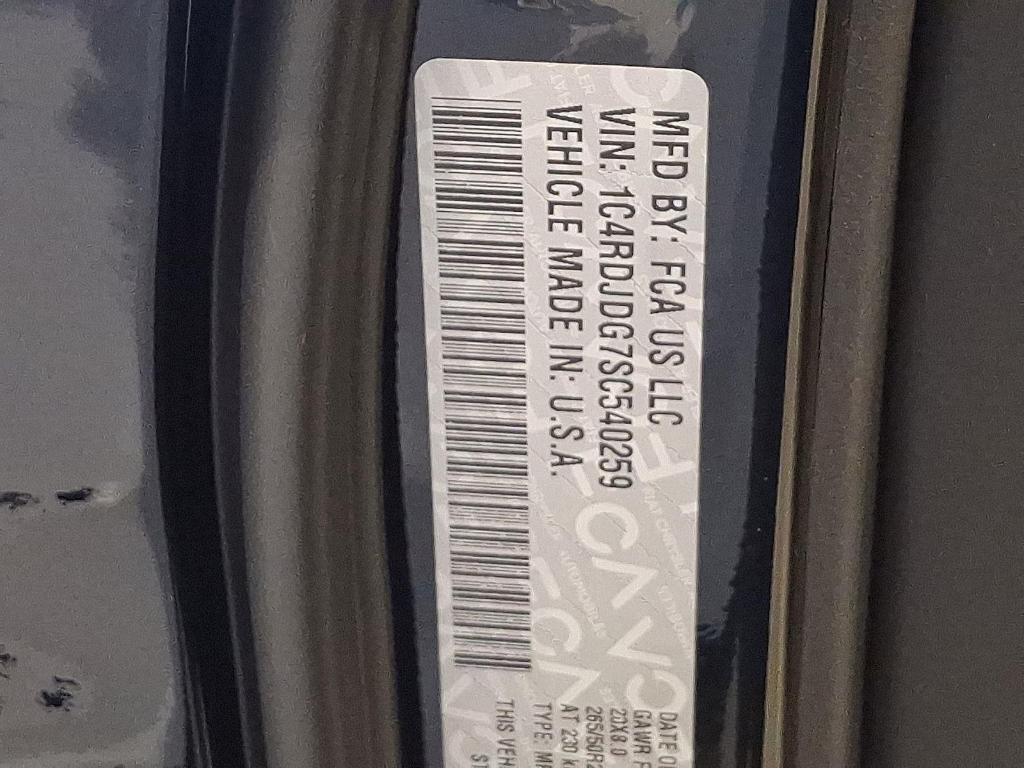 MFD BY: FCA US LLC
VIN: 1C4RDJDG7SC540259
VEHICLE MADE IN: U.S.A.
DATE O
GAWR F
20X8.0
265/50R2
AT 230 k
TYPE: M
THIS VEH